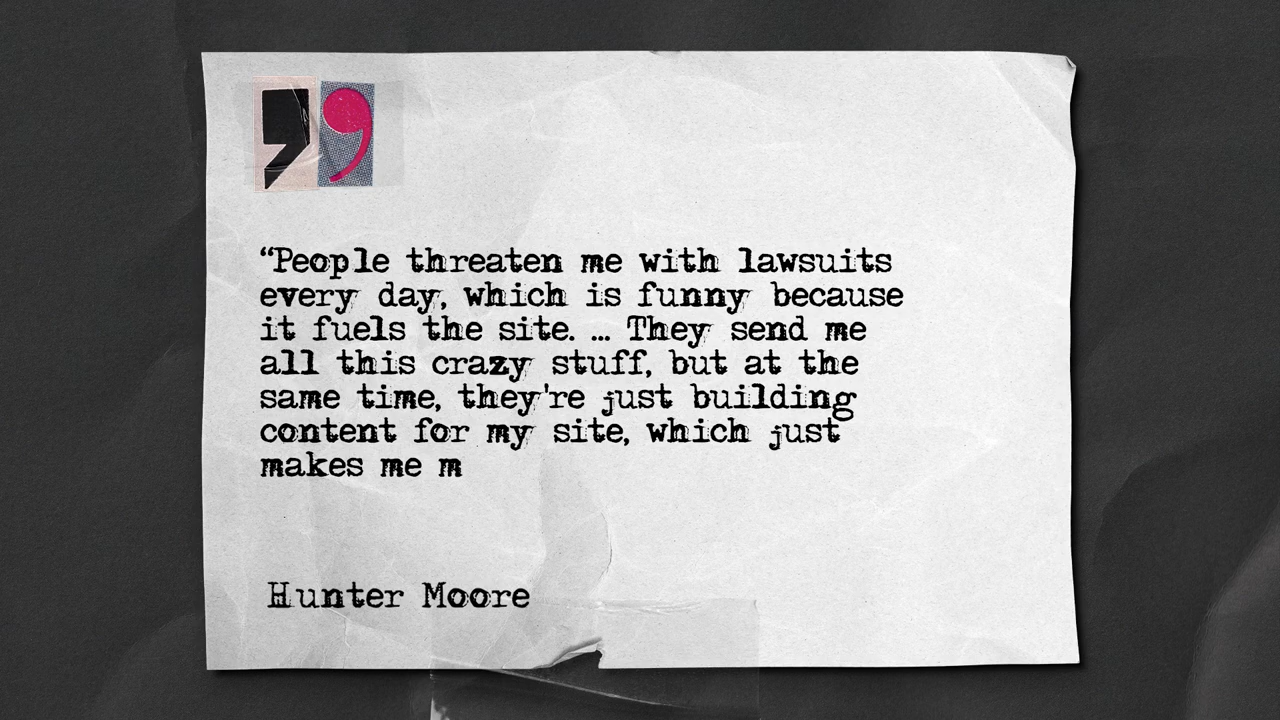 “People threaten me with lawsuits
every day, which is funny because
it fuels the site. … They send me
all this crazy stuff, but at the
same time, they're just building
content for my site, which just
makes me m
Hunter Moore